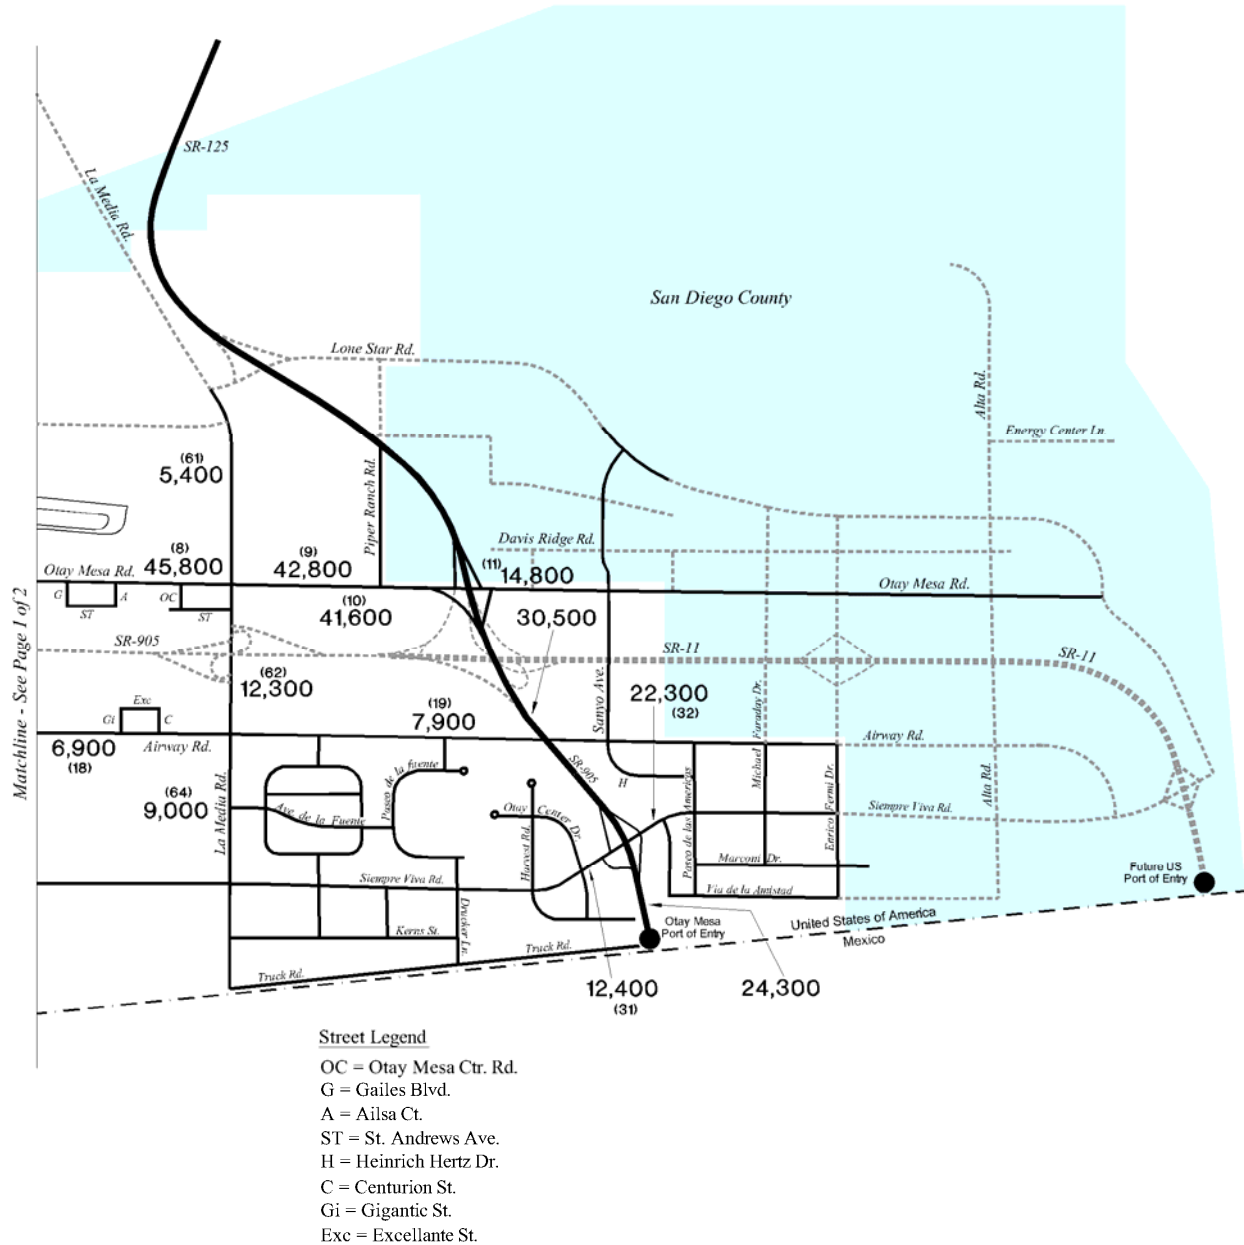 SR-125
La Media Rd.
San Diego County
Lone Star Rd.
Alta Rd.
Energy Center Ln.
(61)
5,400
Piper Ranch Rd.
Davis Ridge Rd.
(8)
45,800
(9)
42,800
(11)
14,800
Otay Mesa Rd.
Otay Mesa Rd.
G
A
ST
OC
ST
(10)
41,600
30,500
Matchline - See Page 1 of 2
SR-905
SR-11
SR-11
(62)
12,300
22,300
(32)
Sanyo Ave.
Michael Faraday Dr.
Exc
Gi
C
(19)
7,900
6,900
(18)
Airway Rd.
Airway Rd.
SR-905
H
Paseo de la fuente
Paseo de las Americas
Enrico Fermi Dr.
Alta Rd.
(64)
9,000
La Media Rd.
Ave. de la Fuente
Otay Center Dr.
Harvest Rd.
Siempre Viva Rd.
Marconi Dr.
Siempre Viva Rd.
Via de la Amistad
Future US
Port of Entry
Drucker Ln.
Kerns St.
Otay Mesa
Port of Entry
United States of America
Mexico
Truck Rd.
Truck Rd.
12,400
(31)
24,300
Street Legend
OC = Otay Mesa Ctr. Rd.
G = Gailes Blvd.
A = Ailsa Ct.
ST = St. Andrews Ave.
H = Heinrich Hertz Dr.
C = Centurion St.
Gi = Gigantic St.
Exc = Excellante St.